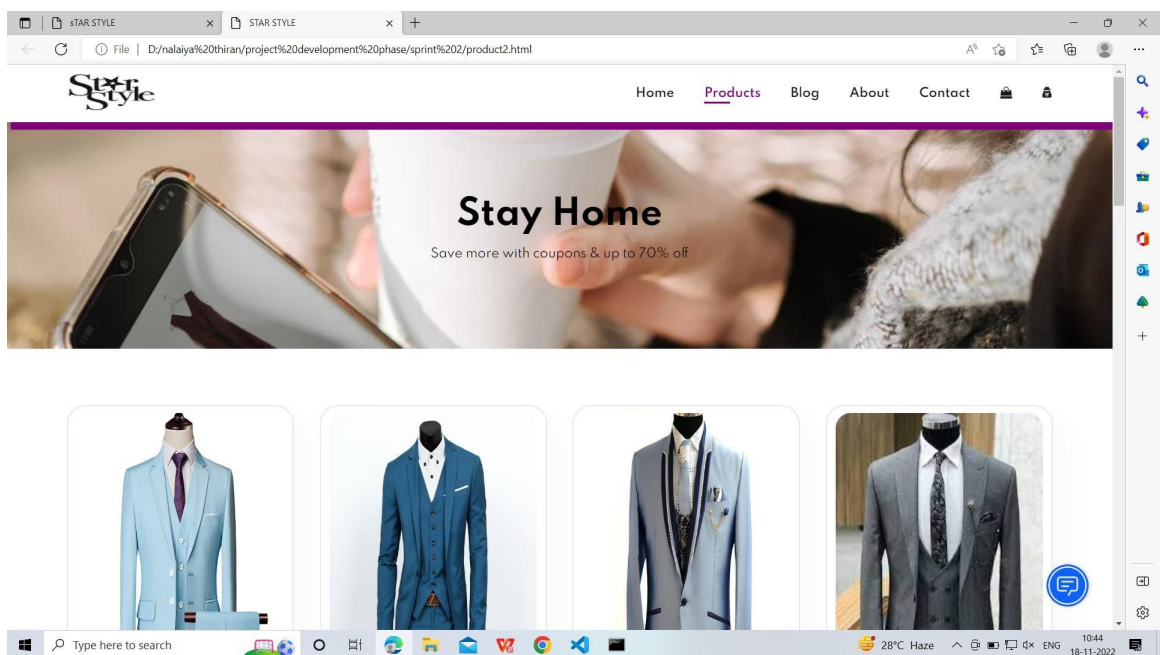 sTAR STYLE
STAR STYLE
File | D:/nalaiya%20thiran/project%20development%20phase/sprint%202/product2.html
Star
Style
Home Products Blog About Contact
Stay Home
Save more with coupons & up to 70% off
Type here to search
28°C Haze
ENG
10:44
18-11-2022